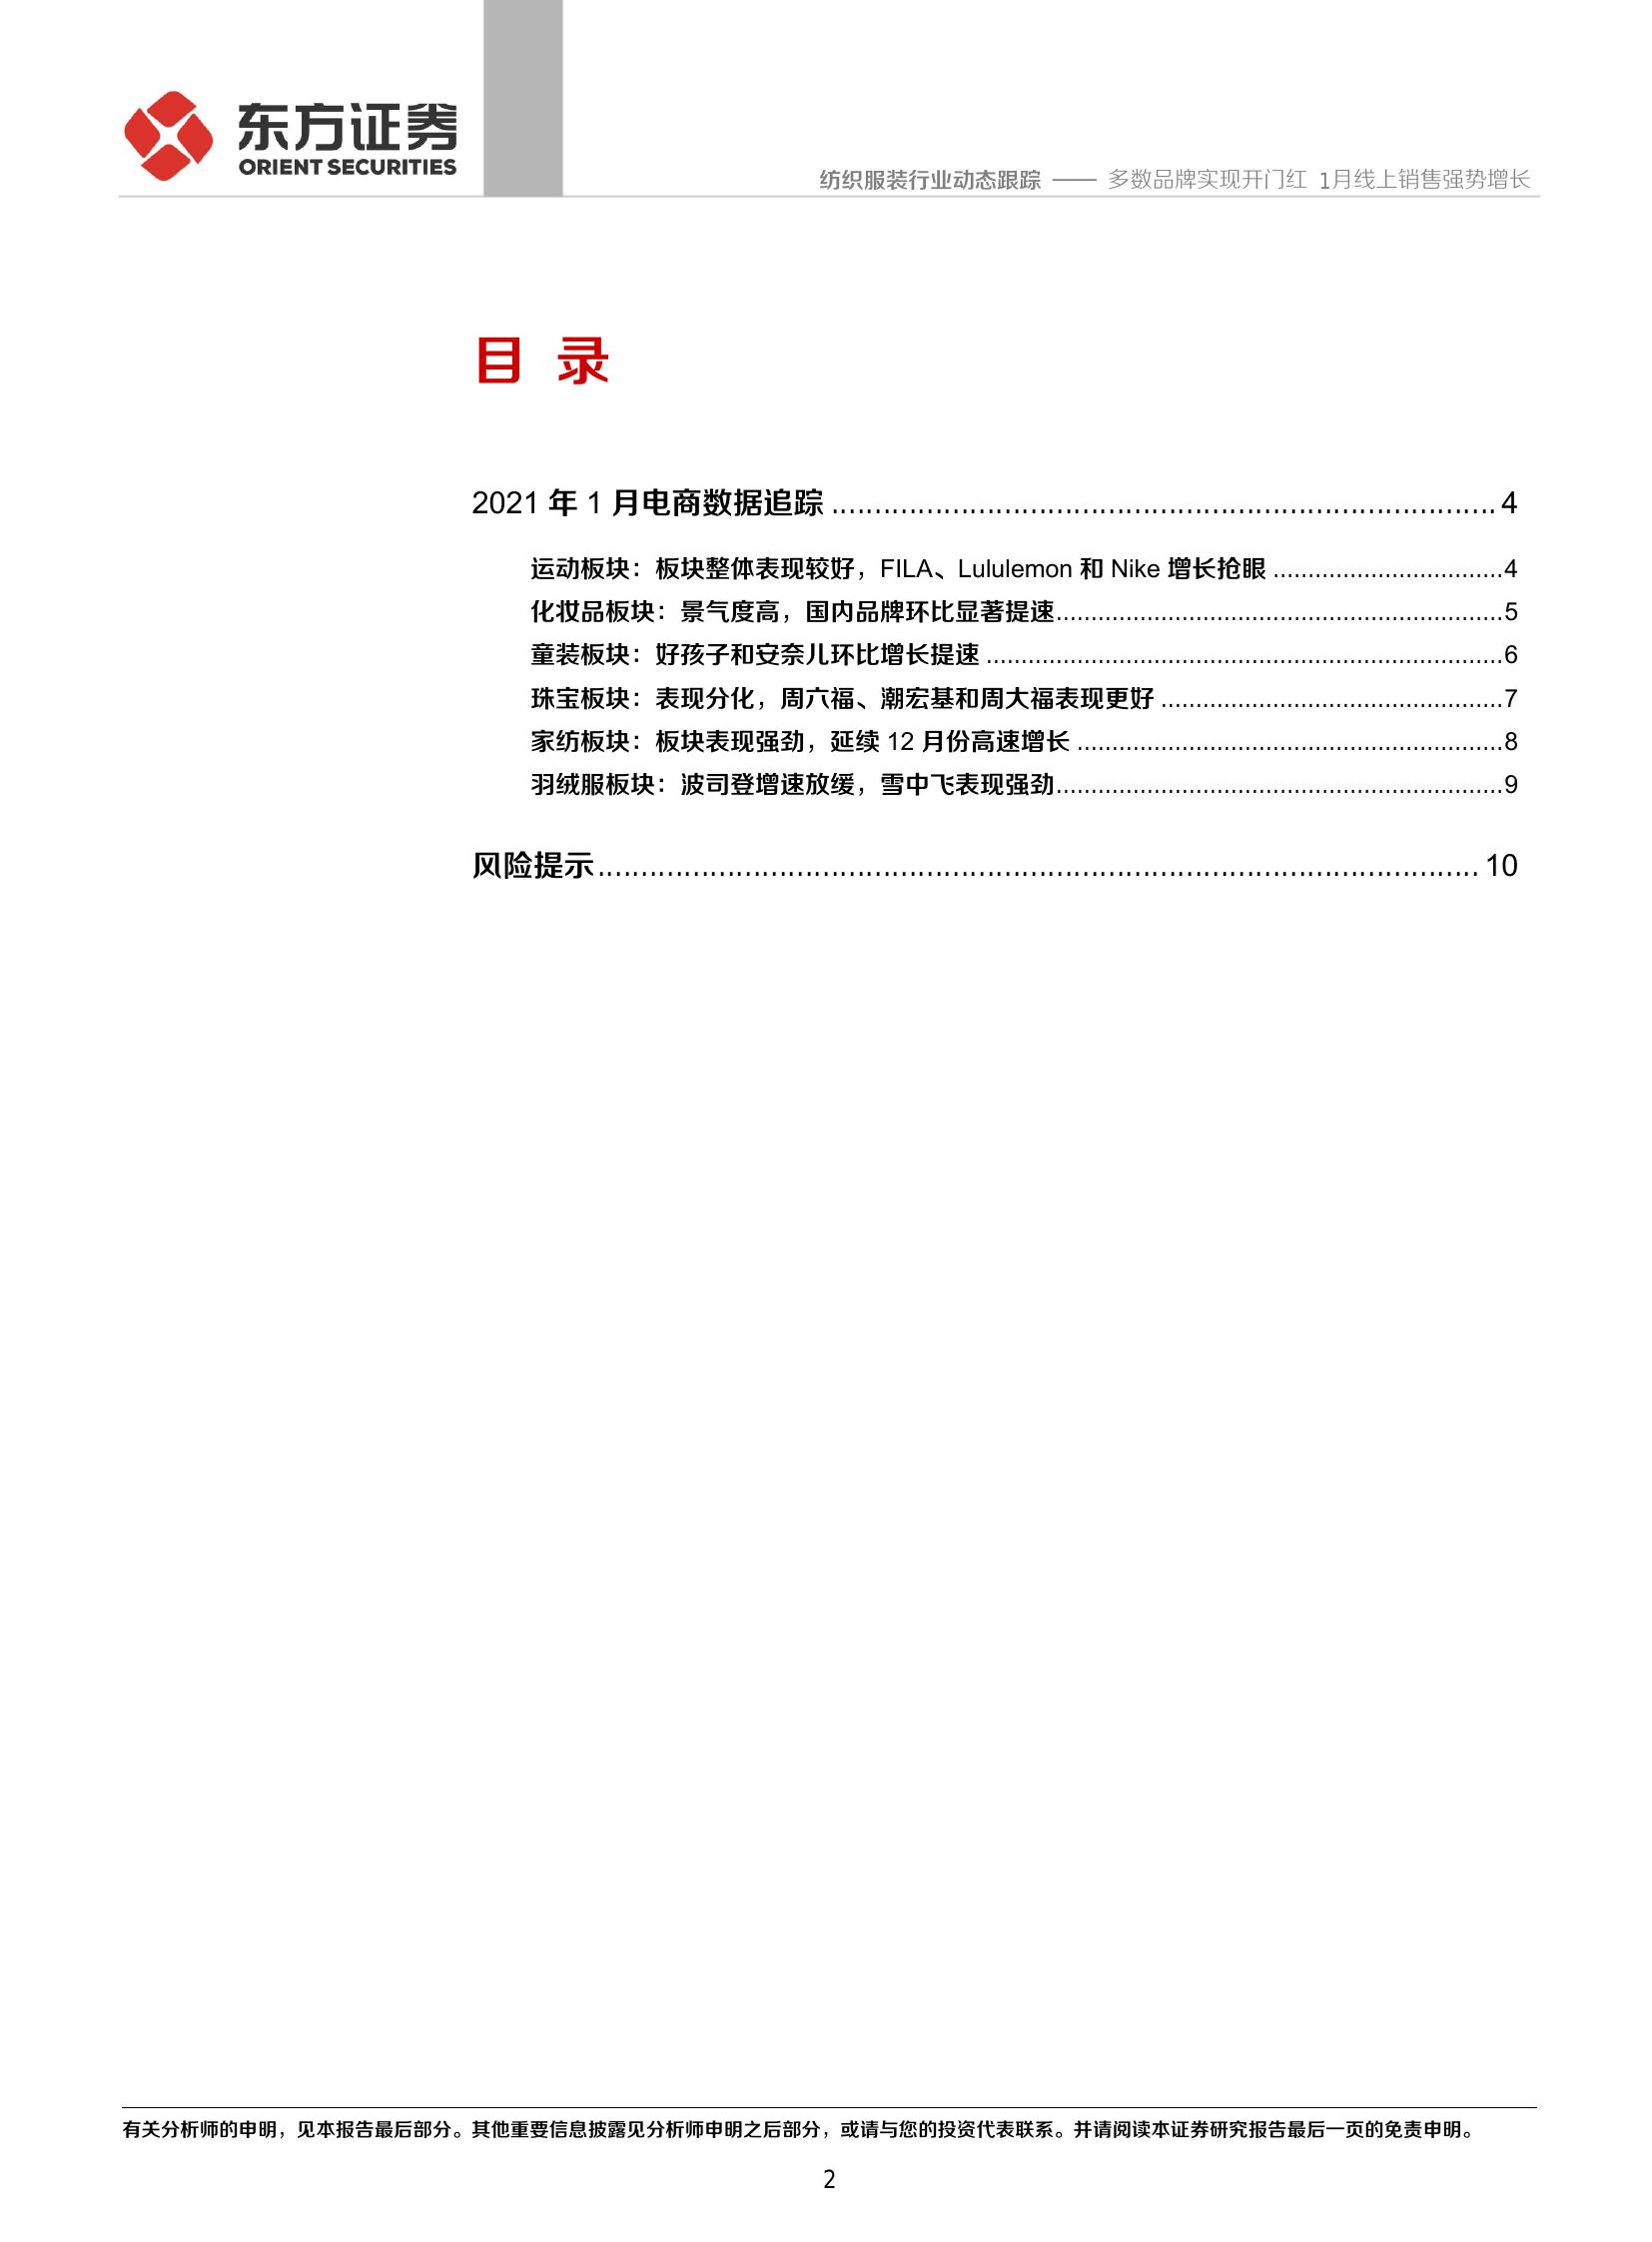 东方证券
ORIENT SECURITIES
纺织服装行业动态跟踪 —— 多数品牌实现开门红 1月线上销售强势增长
目 录
2021 年 1 月电商数据追踪 ............................................................................ 4
运动板块：板块整体表现较好，FILA、Lululemon 和 Nike 增长抢眼 .................................4
化妆品板块：景气度高，国内品牌环比显著提速................................................................5
童装板块：好孩子和安奈儿环比增长提速 ..........................................................................6
珠宝板块：表现分化，周六福、潮宏基和周大福表现更好 .................................................7
家纺板块：板块表现强劲，延续 12 月份高速增长 .............................................................8
羽绒服板块：波司登增速放缓，雪中飞表现强劲................................................................9
风险提示..................................................................................................... 10
有关分析师的申明，见本报告最后部分。其他重要信息披露见分析师申明之后部分，或请与您的投资代表联系。并请阅读本证券研究报告最后一页的免责申明。
2